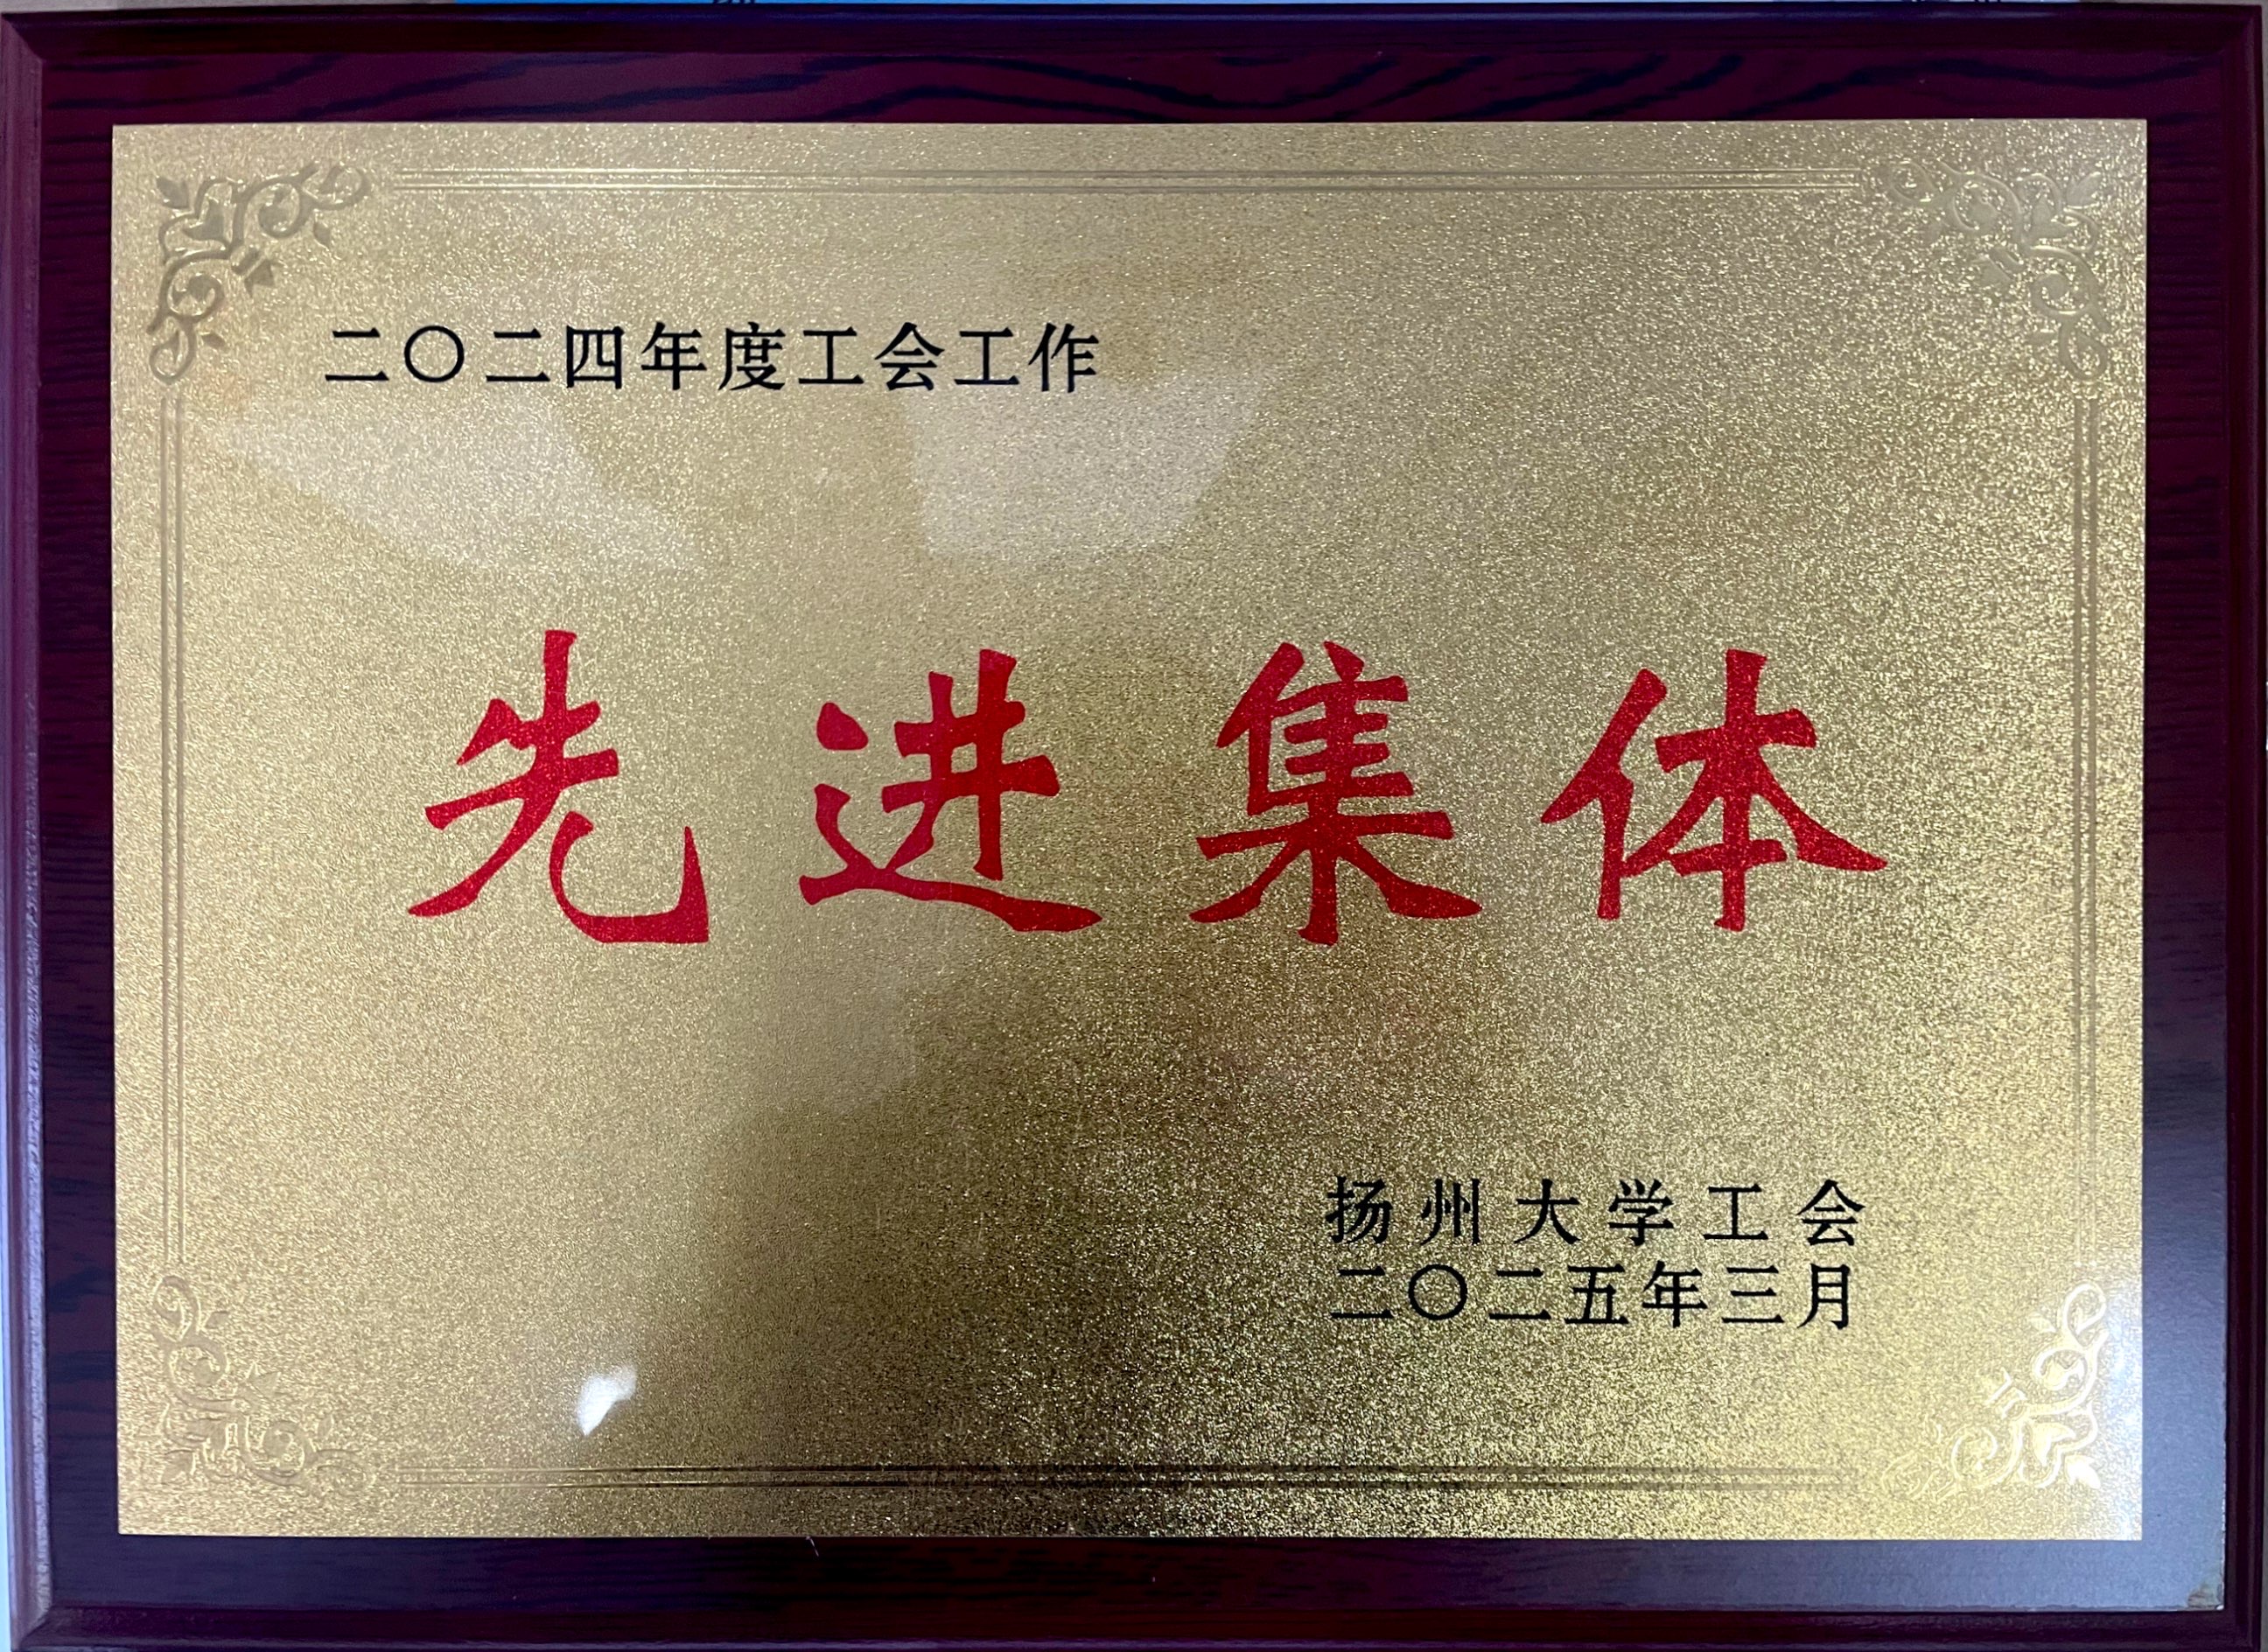 二〇二四年度工会工作
先进集体
扬州大学工会
二〇二五年三月